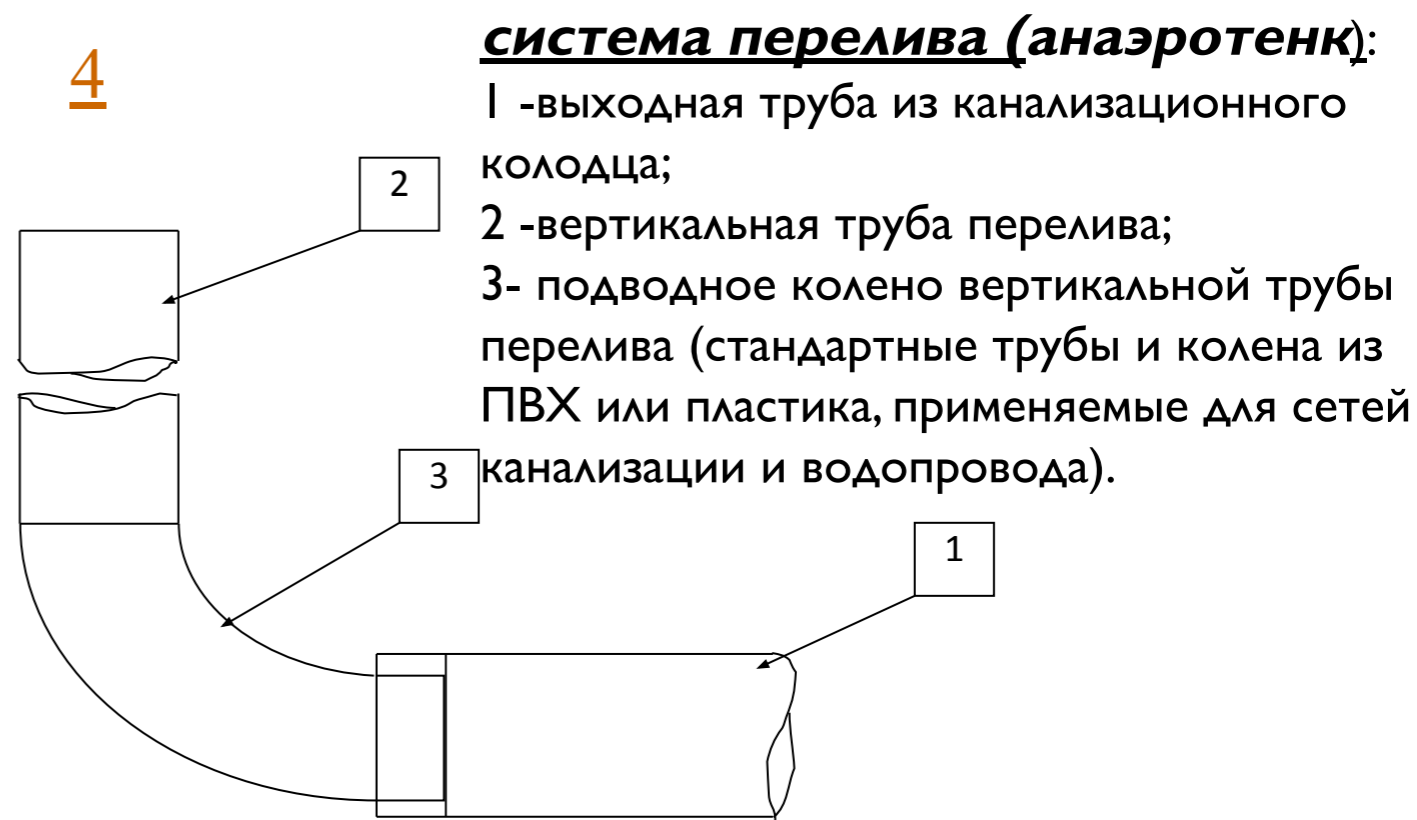 4
система перелива (анаэротенк):
1 -выходная труба из канализационного
колодца;
2 -вертикальная труба перелива;
3- подводное колено вертикальной трубы
перелива (стандартные трубы и колена из
ПВХ или пластика, применяемые для сетей
канализации и водопровода).
2
3
1